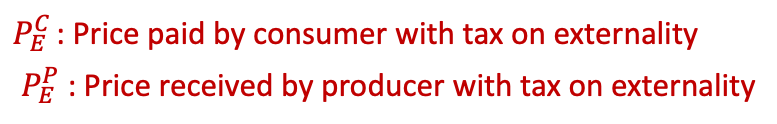 P_E^C : Price paid by consumer with tax on externality
P_E^P : Price received by producer with tax on externality